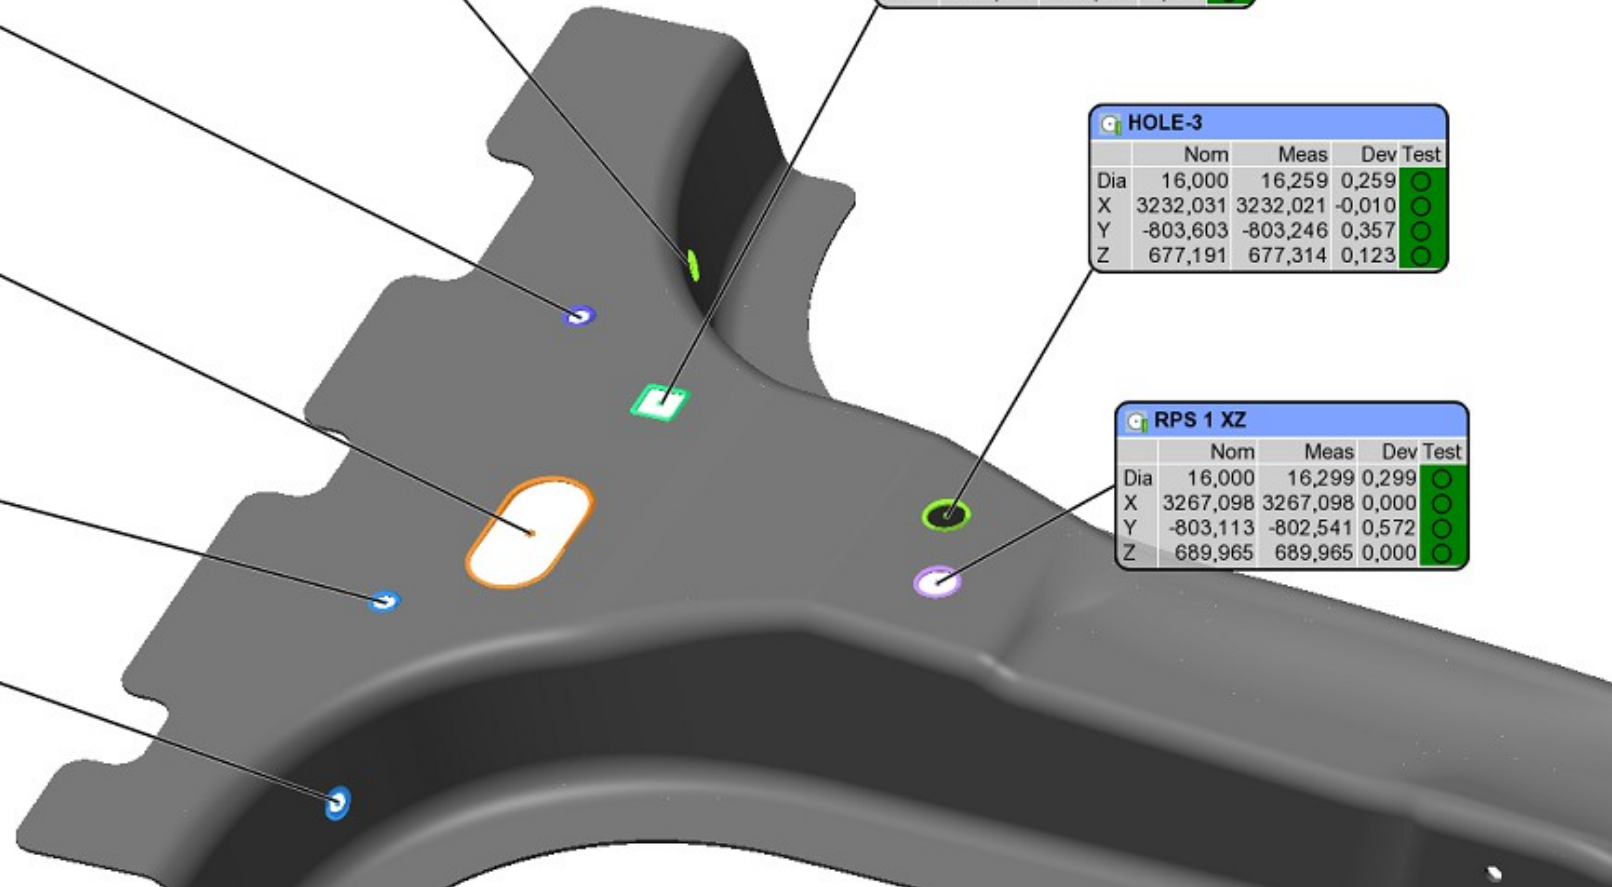 HOLE-3
Nom Meas Dev Test
Dia 16,000 16,259 0,259
X 3232,031 3232,021 -0,010
Y -803,603 -803,246 0,357
Z 677,191 677,314 0,123
RPS 1 XZ
Nom Meas Dev Test
Dia 16,000 16,299 0,299
X 3267,098 3267,098 0,000
Y -803,113 -802,541 0,572
Z 689,965 689,965 0,000